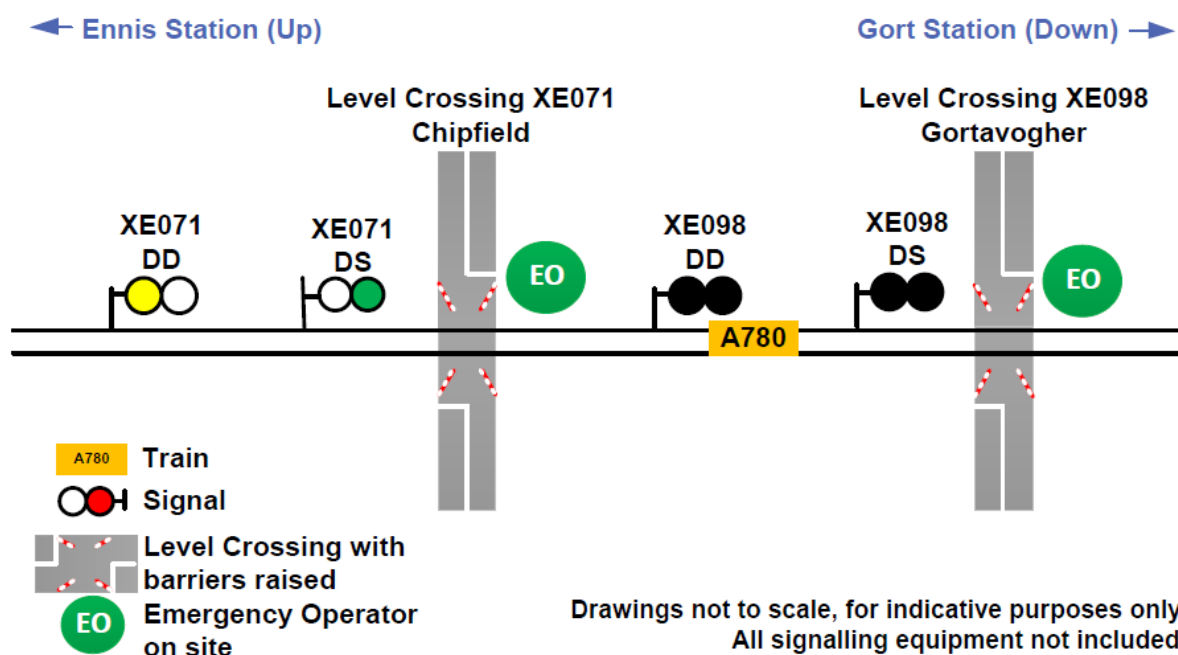 Ennis Station (Up)
Gort Station (Down)
Level Crossing XE071
Chipfield
Level Crossing XE098
Gortavogher
XE071
DD
XE071
DS
EO
XE098
DD
XE098
DS
EO
A780
A780 Train
Signal
Level Crossing with
barriers raised
EO Emergency Operator
on site
Drawings not to scale, for indicative purposes only
All signalling equipment not included